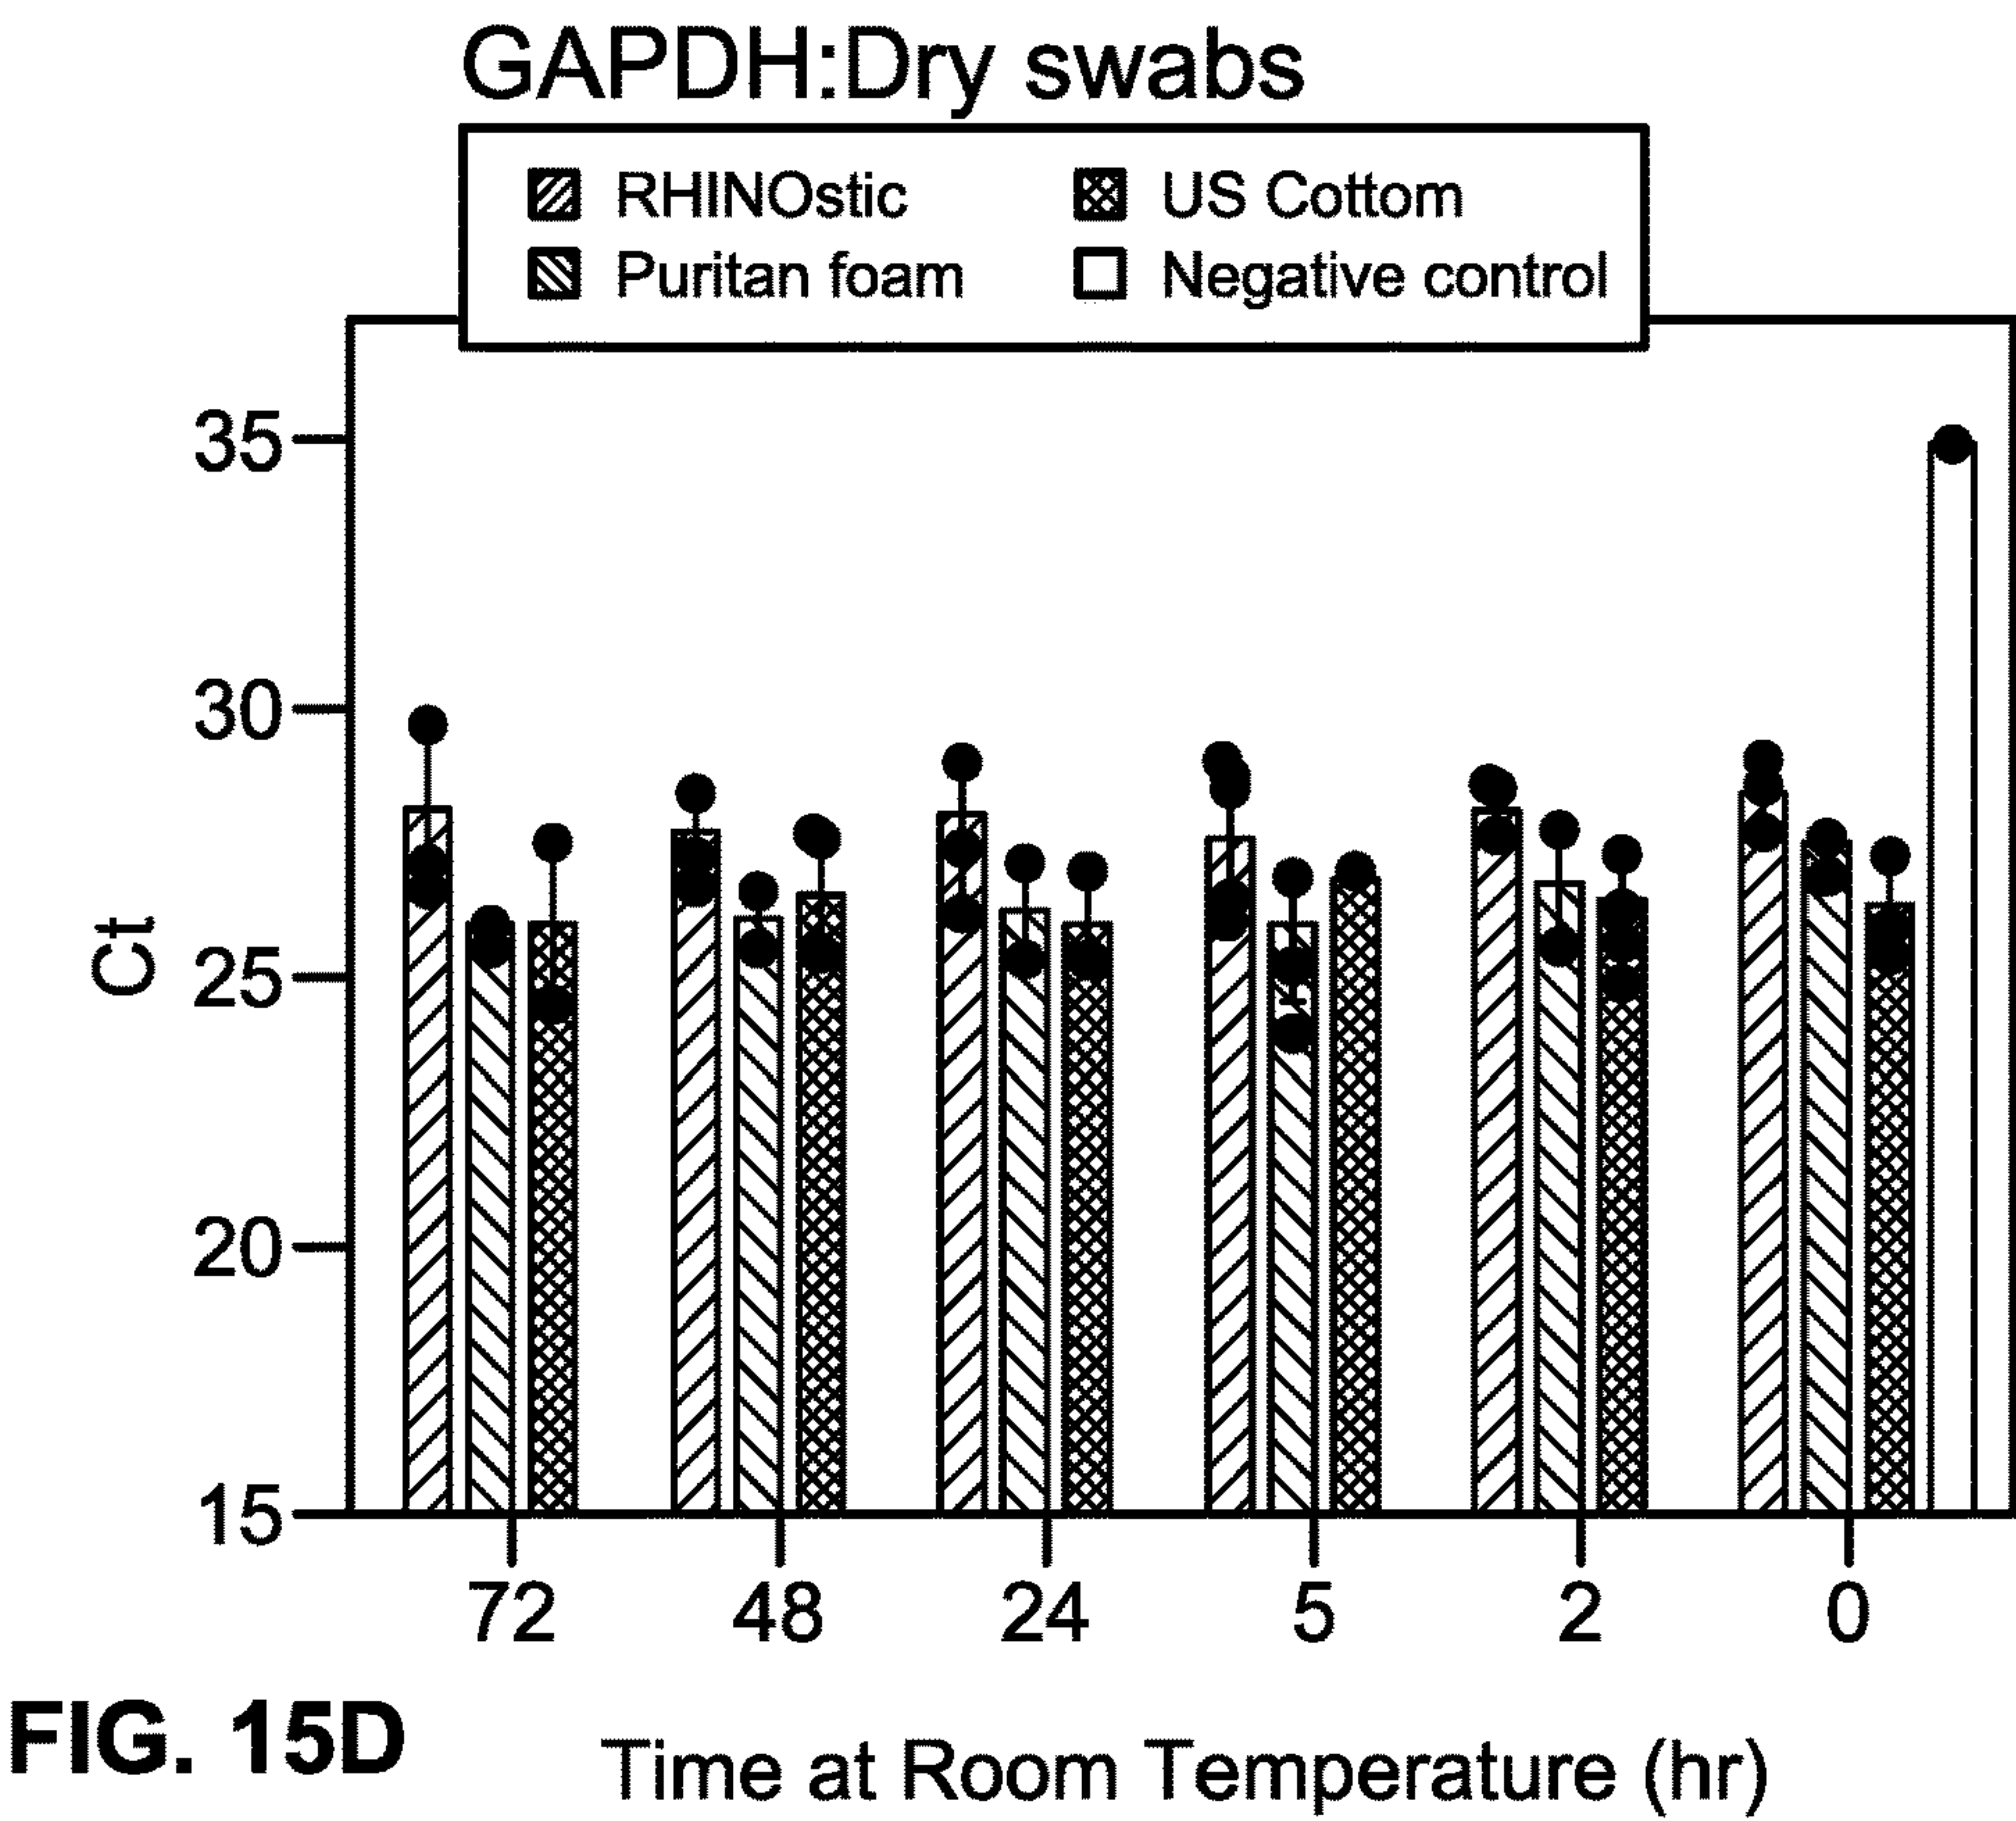 GAPDH:Dry swabs
RHINOstic
US Cottom
Puritan foam
Negative control
35
30
25
20
15
Ct
72
48
24
5
2
0
FIG. 15D
Time at Room Temperature (hr)